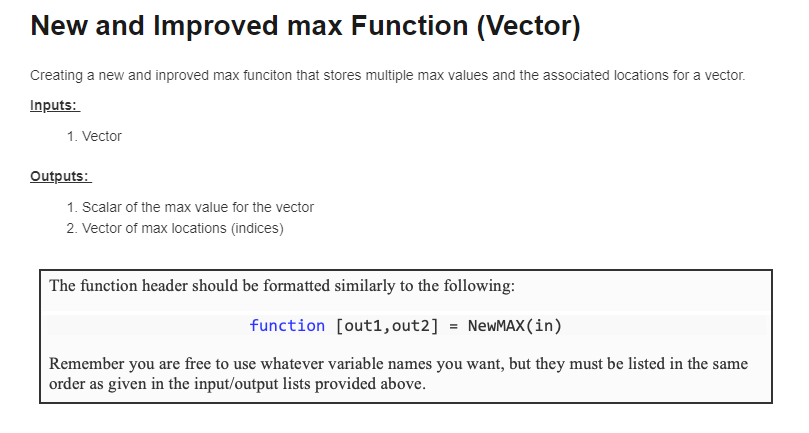 New and Improved max Function (Vector)
Creating a new and inproved max funciton that stores multiple max values and the associated locations for a vector.
Inputs:
1. Vector
Outputs:
1. Scalar of the max value for the vector
2. Vector of max locations (indices)
The function header should be formatted similarly to the following:
function [out1,out2] = NewMAX(in)
Remember you are free to use whatever variable names you want, but they must be listed in the same
order as given in the input/output lists provided above.